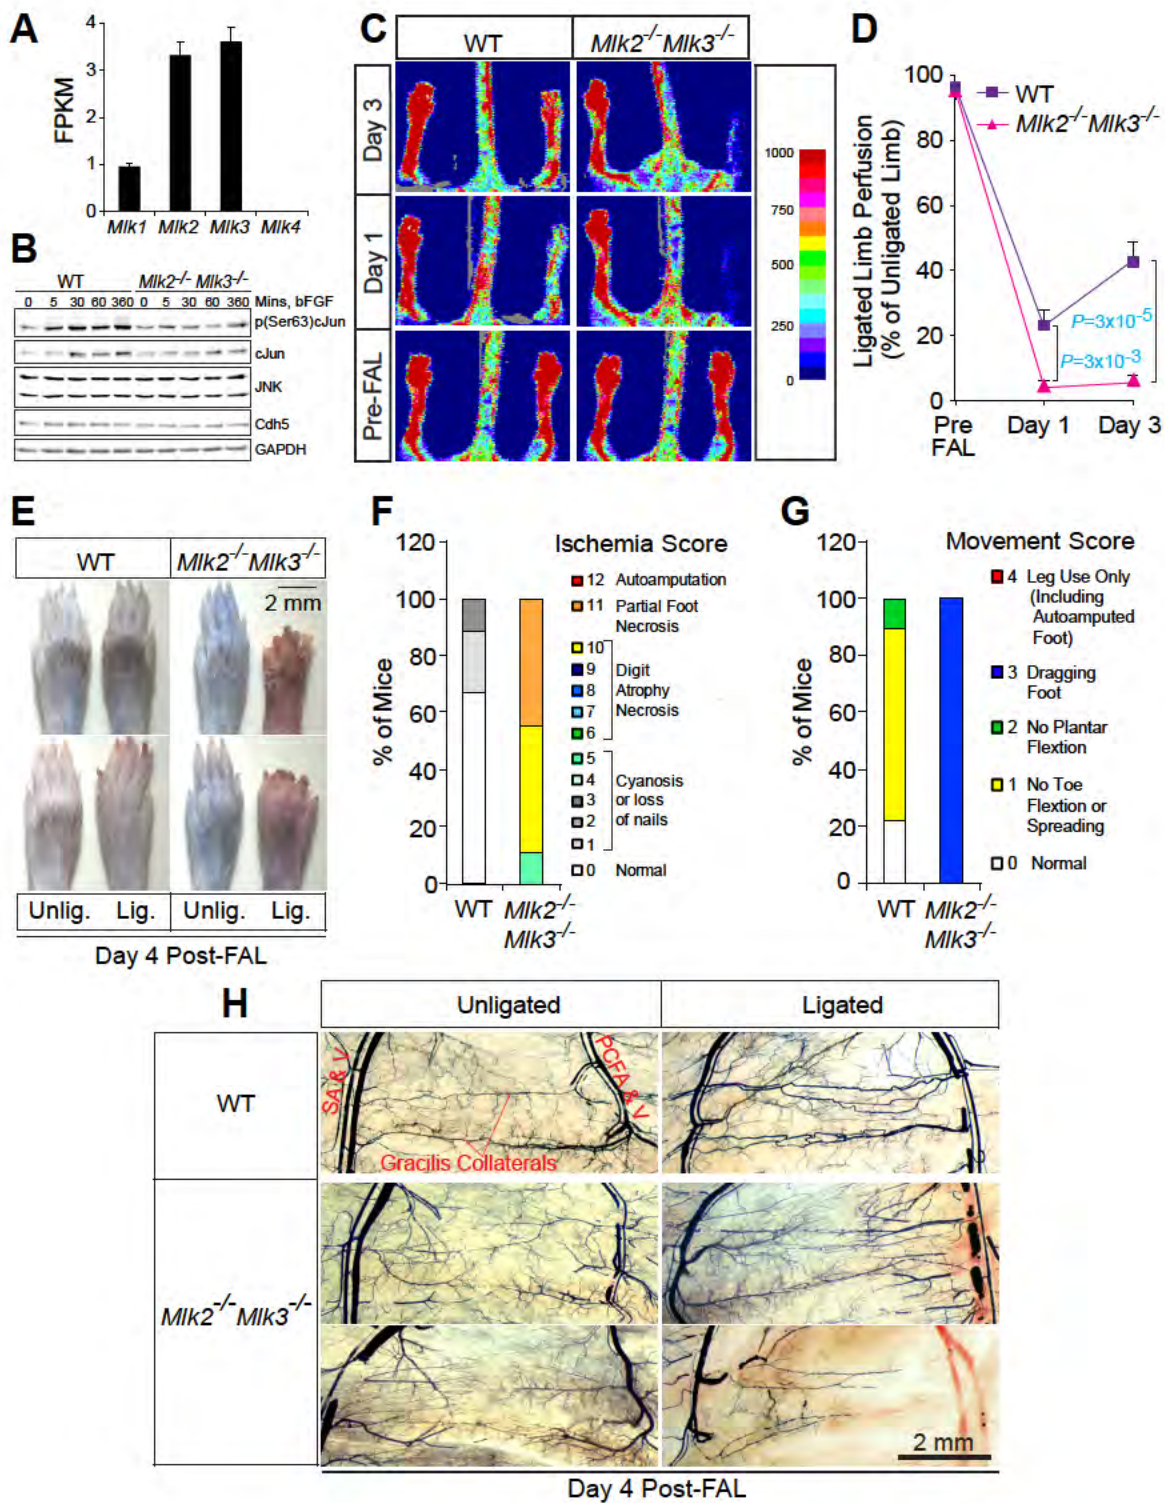 A
4
3
2
1
0
FPKM
Mlk1 Mlk2 Mlk3 Mlk4
B
WT Mlk2-/- Mlk3-/-
0 5 30 60 360 0 5 30 60 360 Mins, bFGF
p(Ser63)cJun
cJun
JNK
Cdh5
GAPDH
C
WT Mlk2-/-Mlk3-/-
Day 3
Day 1
Pre-FAL
1000
750
500
250
0
D
Ligated Limb Perfusion
(% of Unligated Limb)
100
80
60
40
20
0
WT
Mlk2-/-Mlk3-/-
P=3x10-5
P=3x10-3
Pre
FAL
Day 1 Day 3
E
WT Mlk2-/-Mlk3-/-
2 mm
Unlig. Lig. Unlig. Lig.
Day 4 Post-FAL
F
% of Mice
120
100
80
60
40
20
0
WT Mlk2-/-
Mlk3-/-
Ischemia Score
12 Autoamputation
11 Partial Foot
Necrosis
10
9 Digit
8 Atrophy
7 Necrosis
6
5
4 Cyanosis
3 or loss
2 of nails
1
0 Normal
G
% of Mice
120
100
80
60
40
20
0
WT Mlk2-/-
Mlk3-/-
Movement Score
4 Leg Use Only
(Including
Autoamputed
Foot)
3 Dragging
Foot
2 No Plantar
Flextion
1 No Toe
Flextion or
Spreading
0 Normal
H
Unligated Ligated
WT
SA & V
PCFA & V
Gracilis Collaterals
Mlk2-/-Mlk3-/-
2 mm
Day 4 Post-FAL